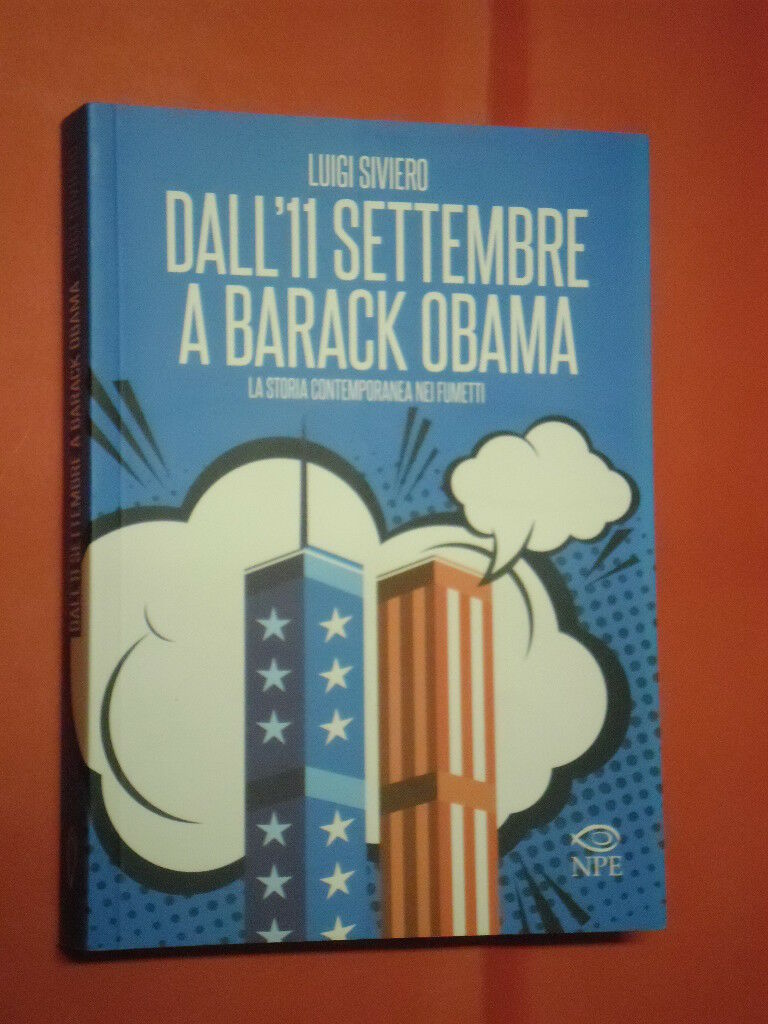 LUIGI SIVIERO
DALL'11 SETTEMBRE
A BARACK OBAMA
LA STORIA CONTEMPORANEA NEI FUMETTI
NPE
DALL'11 SETTEMBRE A BARACK OBAMA